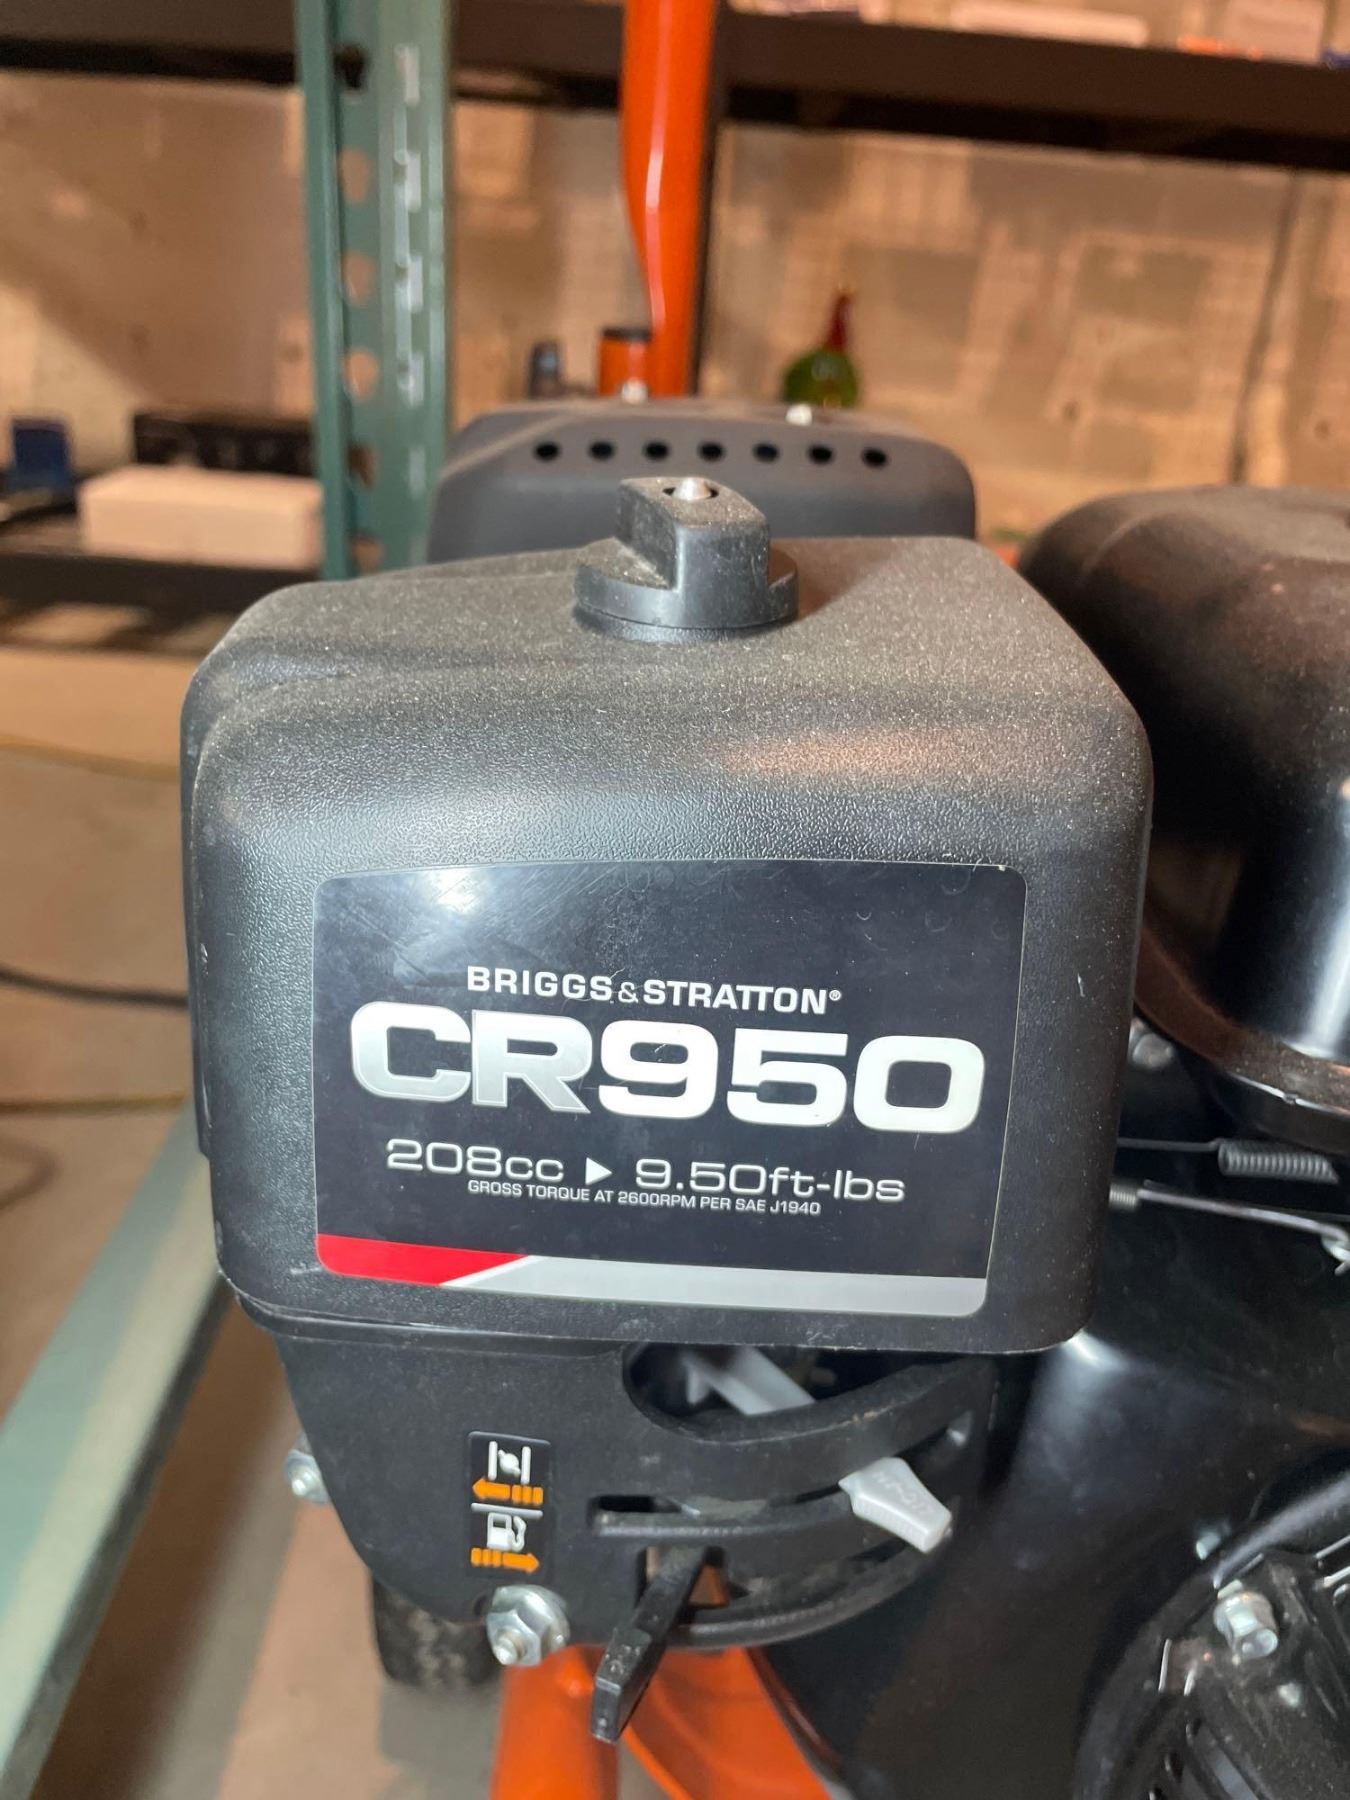 BRIGGS & STRATTON®
CR950
208cc ▶ 9.50ft-lbs
GROSS TORQUE AT 2600RPM PER SAE J1940